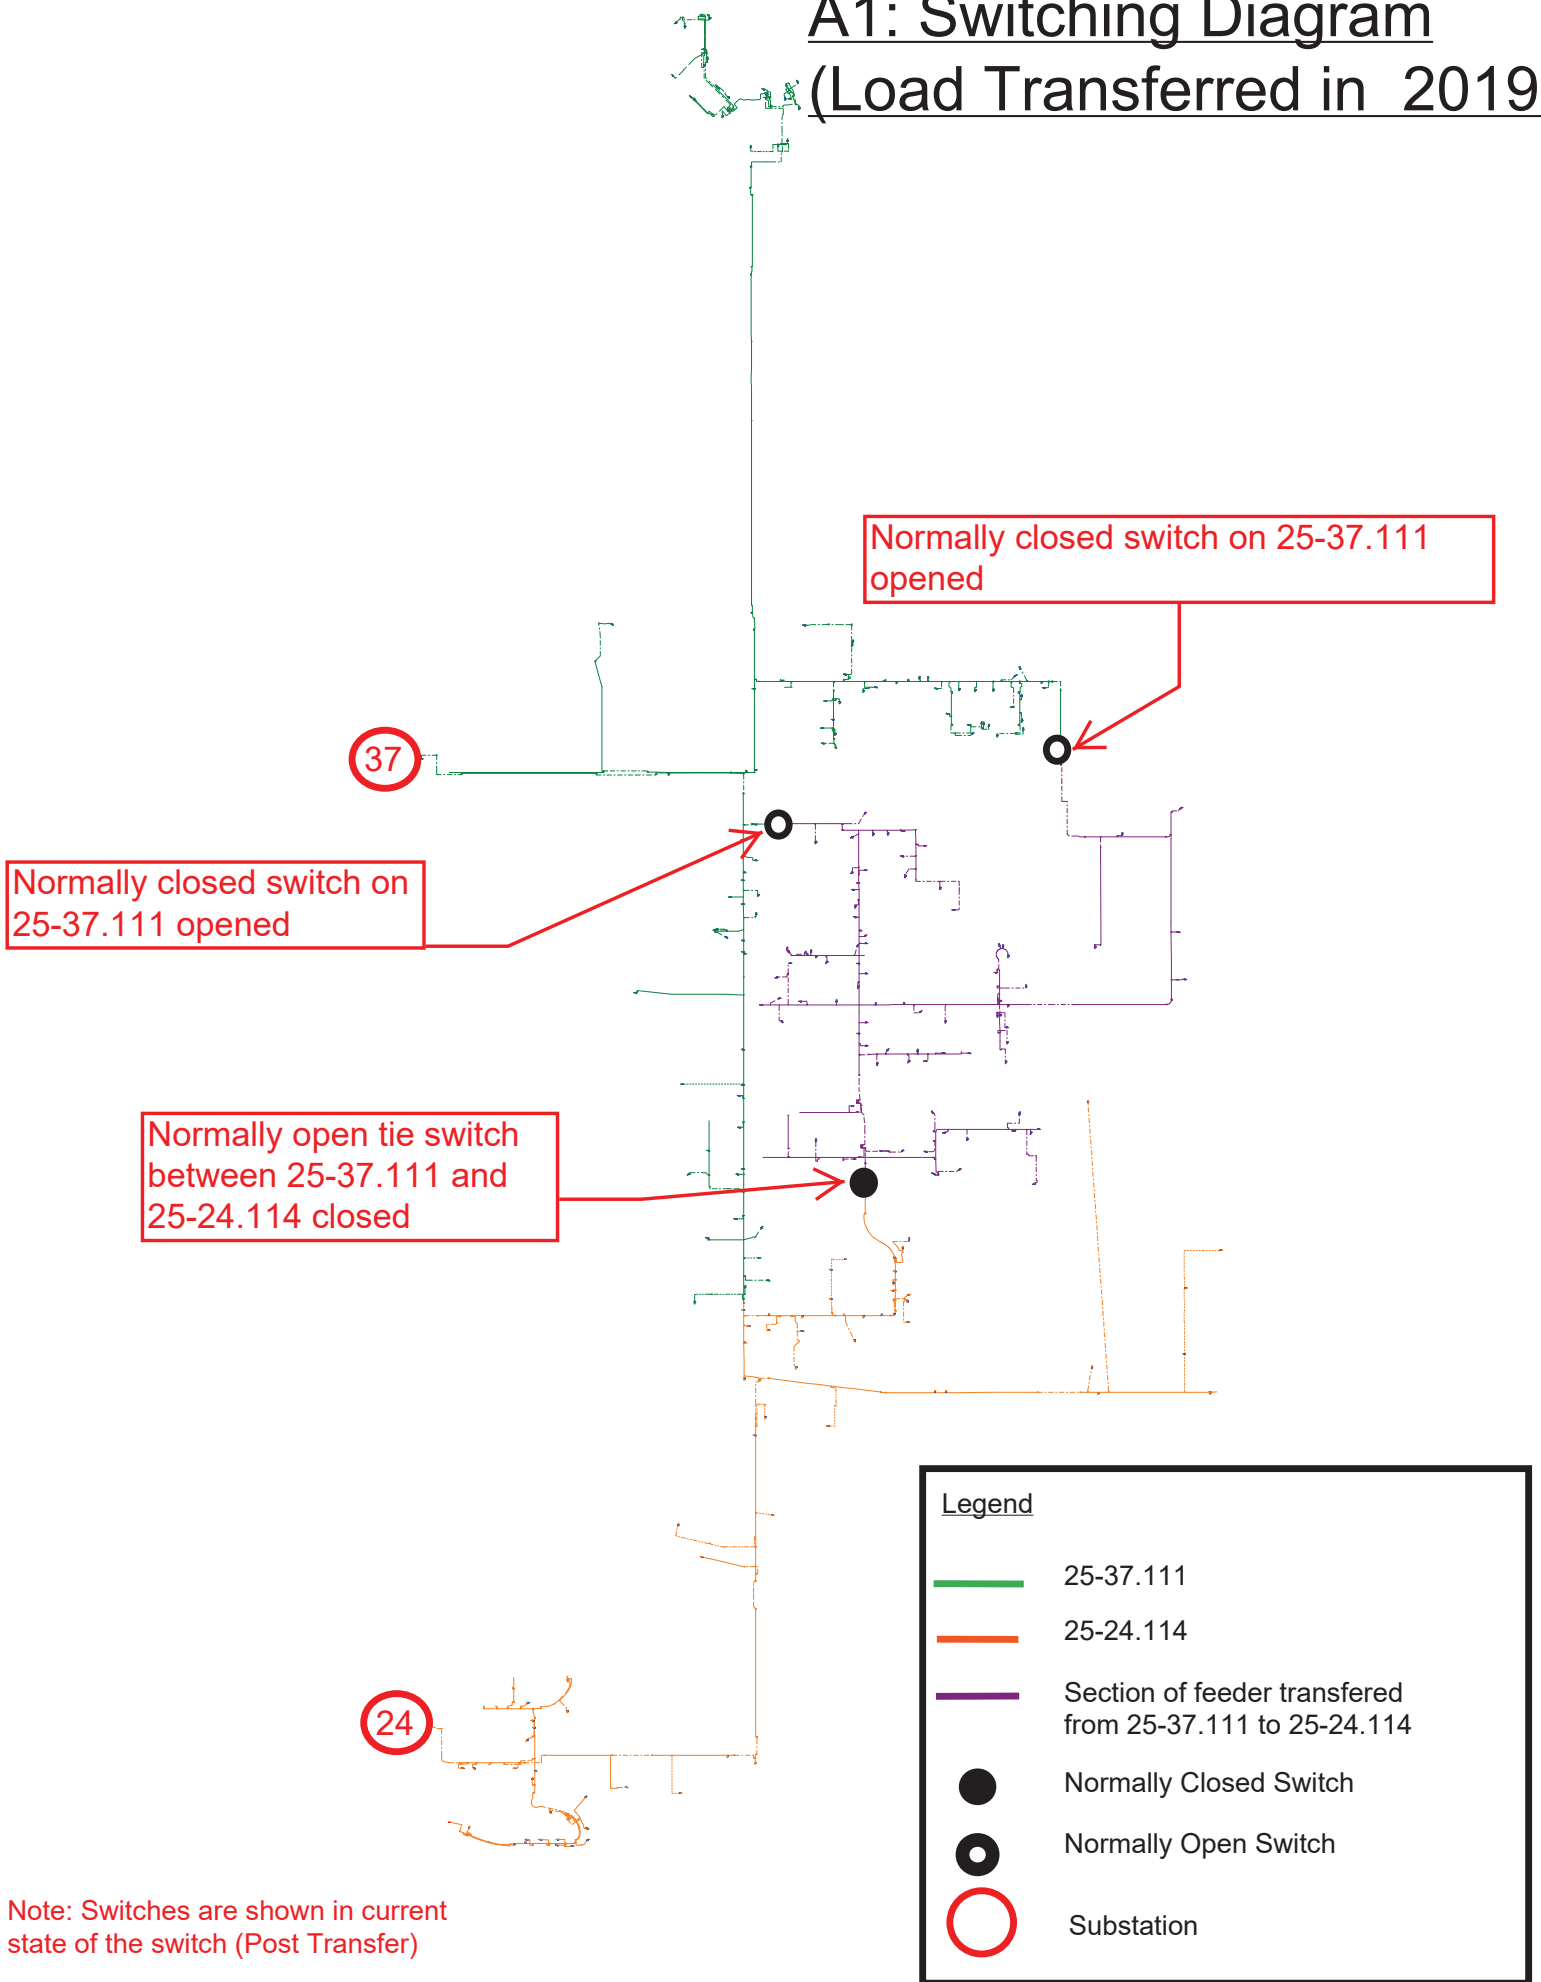 A1: Switching Diagram
(Load Transferred in 2019
Normally closed switch on 25-37.111
opened
37
Normally closed switch on
25-37.111 opened
Normally open tie switch
between 25-37.111 and
25-24.114 closed
Legend
25-37.111
25-24.114
Section of feeder transfered
from 25-37.111 to 25-24.114
24
Normally Closed Switch
Normally Open Switch
Substation
Note: Switches are shown in current
state of the switch (Post Transfer)